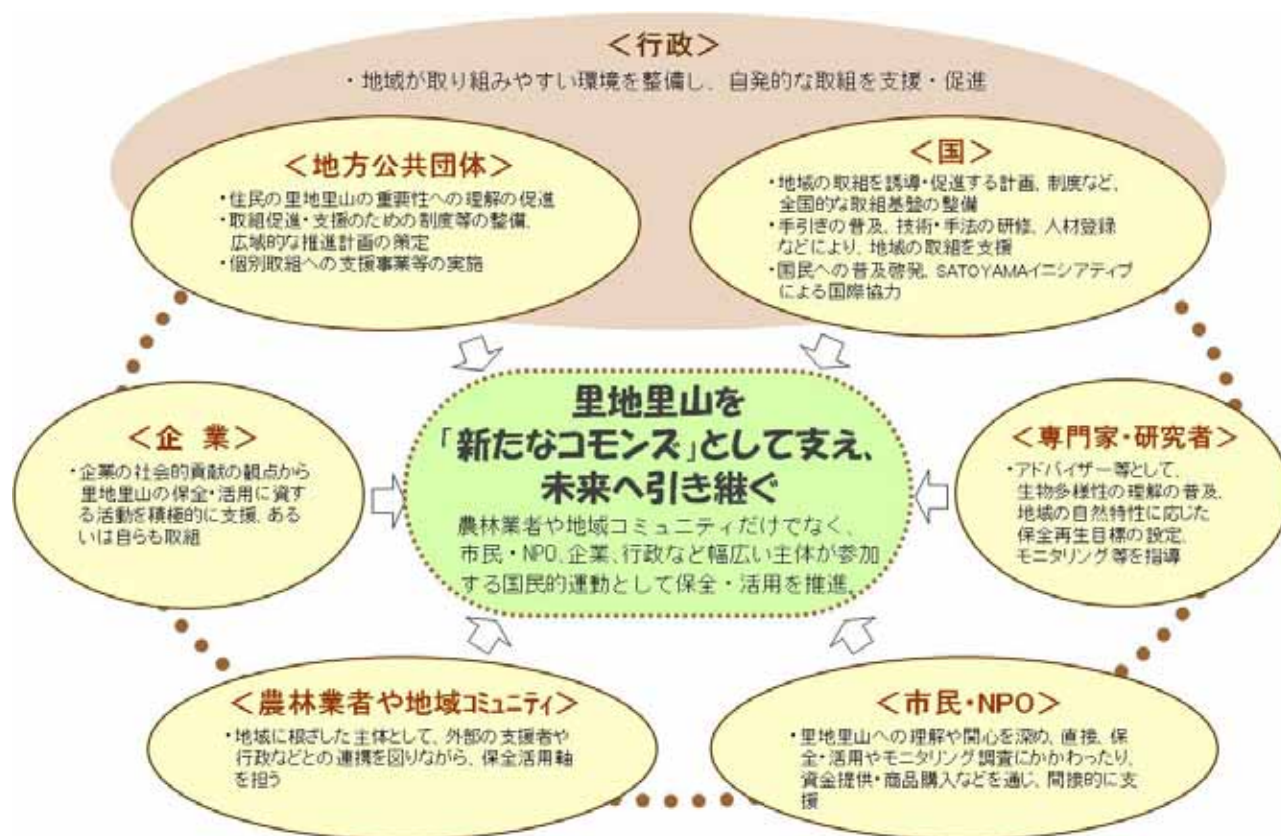 ＜行政＞
・地域が取り組みやすい環境を整備し、自発的な取組を支援・促進
＜地方公共団体＞
・住民の里地里山の重要性への理解の促進
・取組促進・支援のための制度等の整備、
広域的な推進計画の策定
・個別取組への支援事業等の実施
＜国＞
・地域の取組を誘導・促進する計画、制度など、
全国的な取組基盤の整備
・手引きの普及、技術・手法の研修、人材登録
などにより、地域の取組を支援
・国民への普及啓発、SATOYAMAイニシアティブ
による国際協力
＜企 業＞
・企業の社会的貢献の観点から
里地里山の保全・活用に資す
る活動を積極的に支援、ある
いは自らも取組
里地里山を
「新たなコモンズ」として支え、
未来へ引き継ぐ
農林業者や地域コミュニティだけでなく、
市民・NPO、企業、行政など幅広い主体が参加
する国民的運動として保全・活用を推進。
＜専門家・研究者＞
・アドバイザー等として、
生物多様性の理解の普及、
地域の自然特性に応じた
保全再生目標の設定、
モニタリング等を指導
＜農林業者や地域コミュニティ＞
・地域に根ざした主体として、外部の支援者や
行政などとの連携を図りながら、保全活用軸
を担う
＜市民・NPO＞
・里地里山への理解や関心を深め、直接、保
全・活用やモニタリング調査にかかわったり、
資金提供・商品購入などを通じ、間接的に支
援